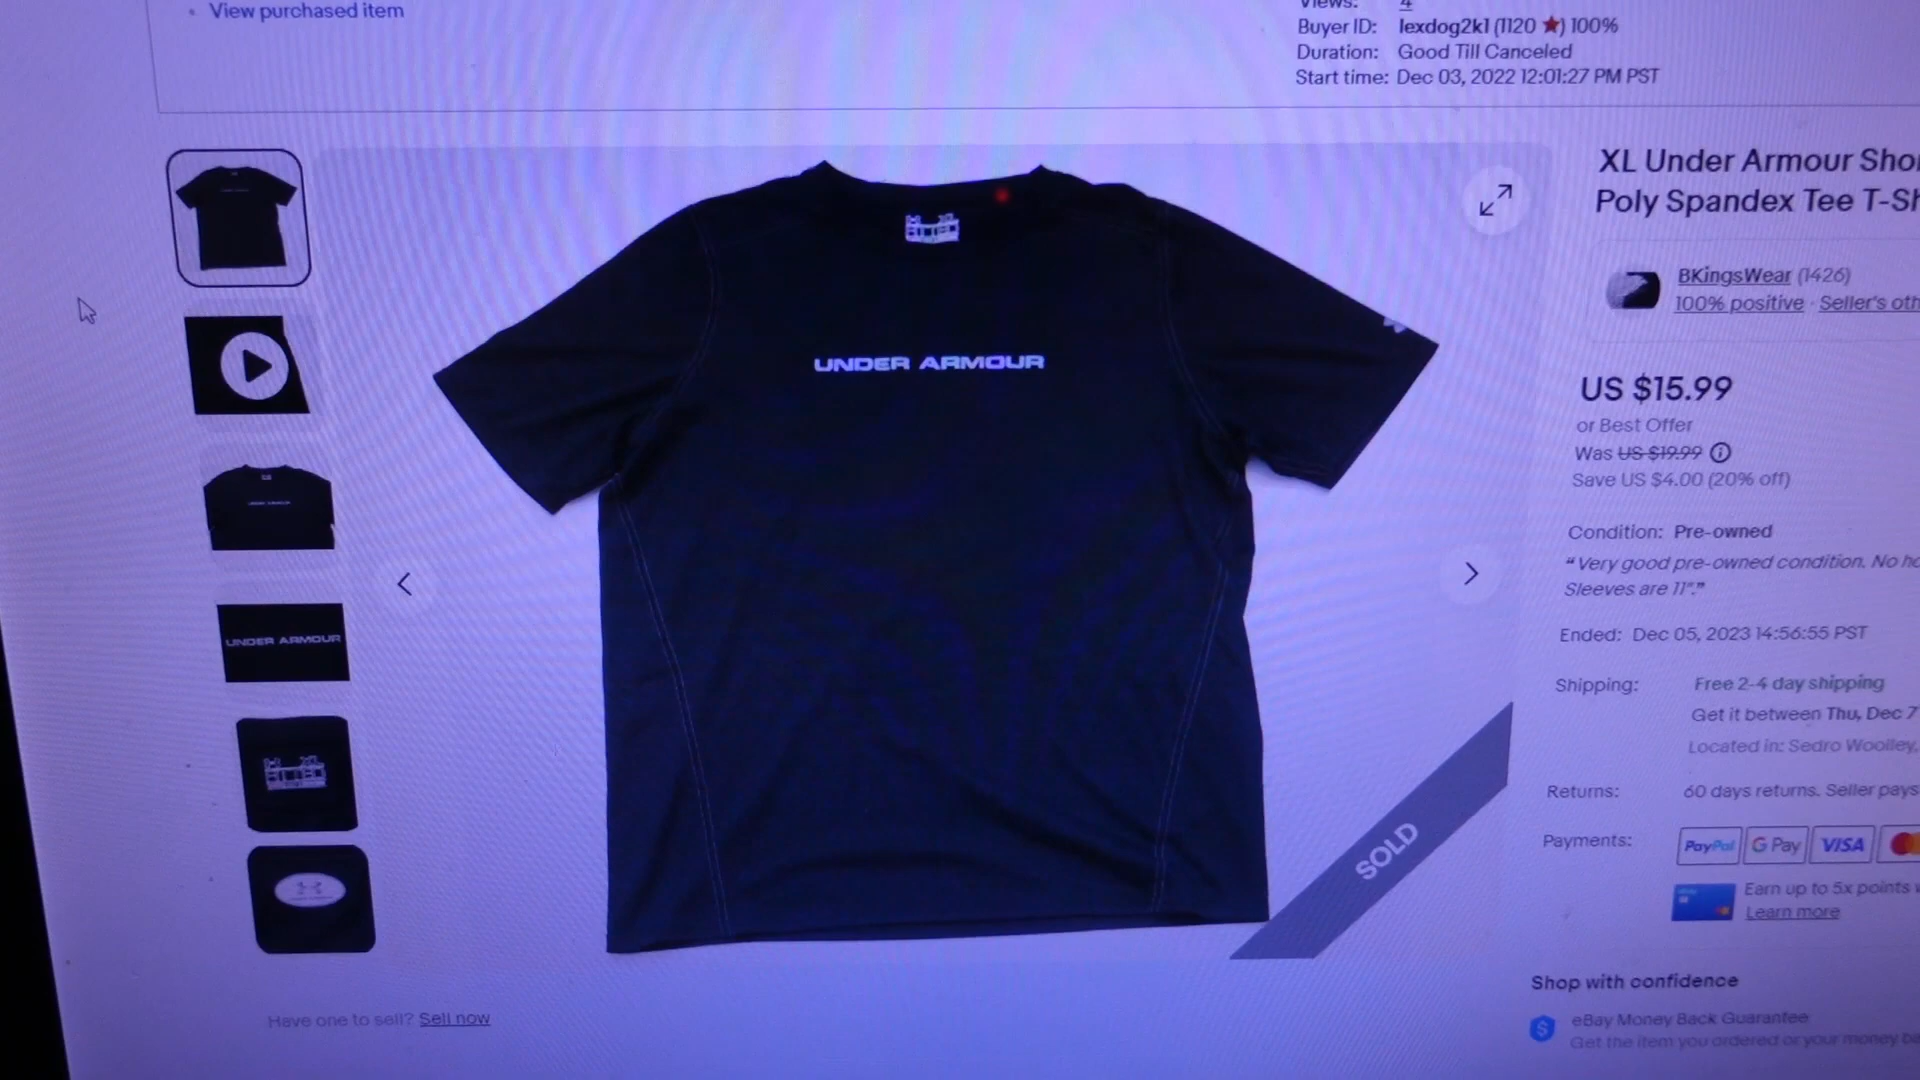 View purchased item
Views: 4
Buyer ID: lexdog2k1 (1120 ★) 100%
Duration: Good Till Canceled
Start time: Dec 03, 2022 12:01:27 PM PST
XL Under Armour
Poly Spandex Tee
BKingsWear (1426)
100% positive · Seller's
UNDER ARMOUR
US $15.99
or Best Offer
Was US $19.99
Save US $4.00 (20% off)
Condition: Pre-owned
“Very good pre-owned condition. No
Sleeves are 11”.”
Ended: Dec 05, 2023 14:56:55 PST
UNDER ARMOUR
Shipping: Free 2-4 day shipping
Get it between Thu, Dec 7
Located in: Sedro Woolley,
Returns: 60 days returns. Seller pays
SOLD
Payments: PayPal G Pay VISA
Earn up to 5x points
Learn more
Shop with confidence
eBay Money Back Guarantee
Get the item you ordered or your money
Have one to sell? Sell now